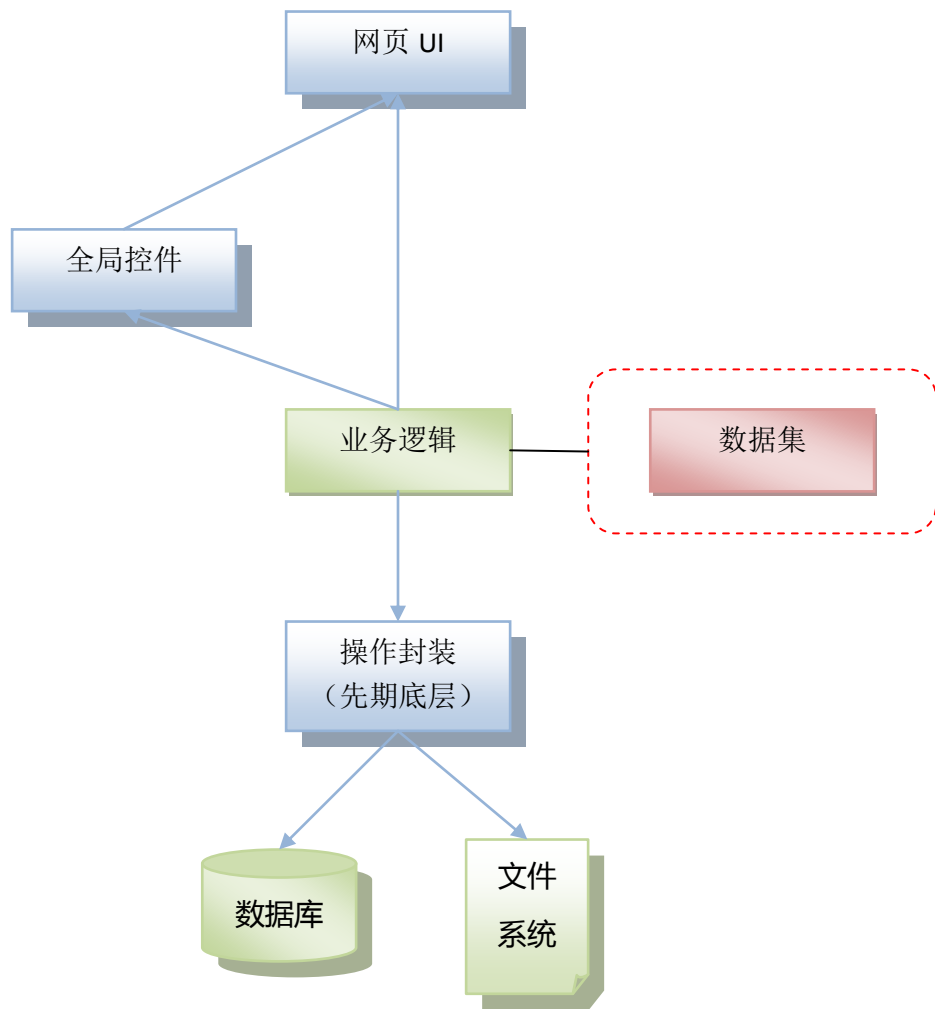 网页 UI
全局控件
业务逻辑
数据集
操作封装
（先期底层）
数据库
文件
系统